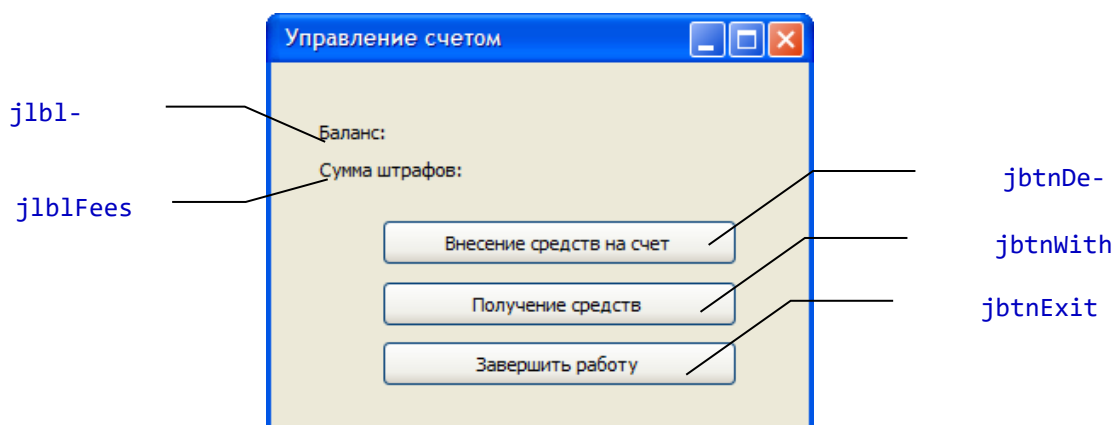 Управление счетом
jlbl-
Баланс:
Сумма штрафов:
jlblFees
jbtnDe-
Внесение средств на счет
jbtnWith
Получение средств
jbtnExit
Завершить работу